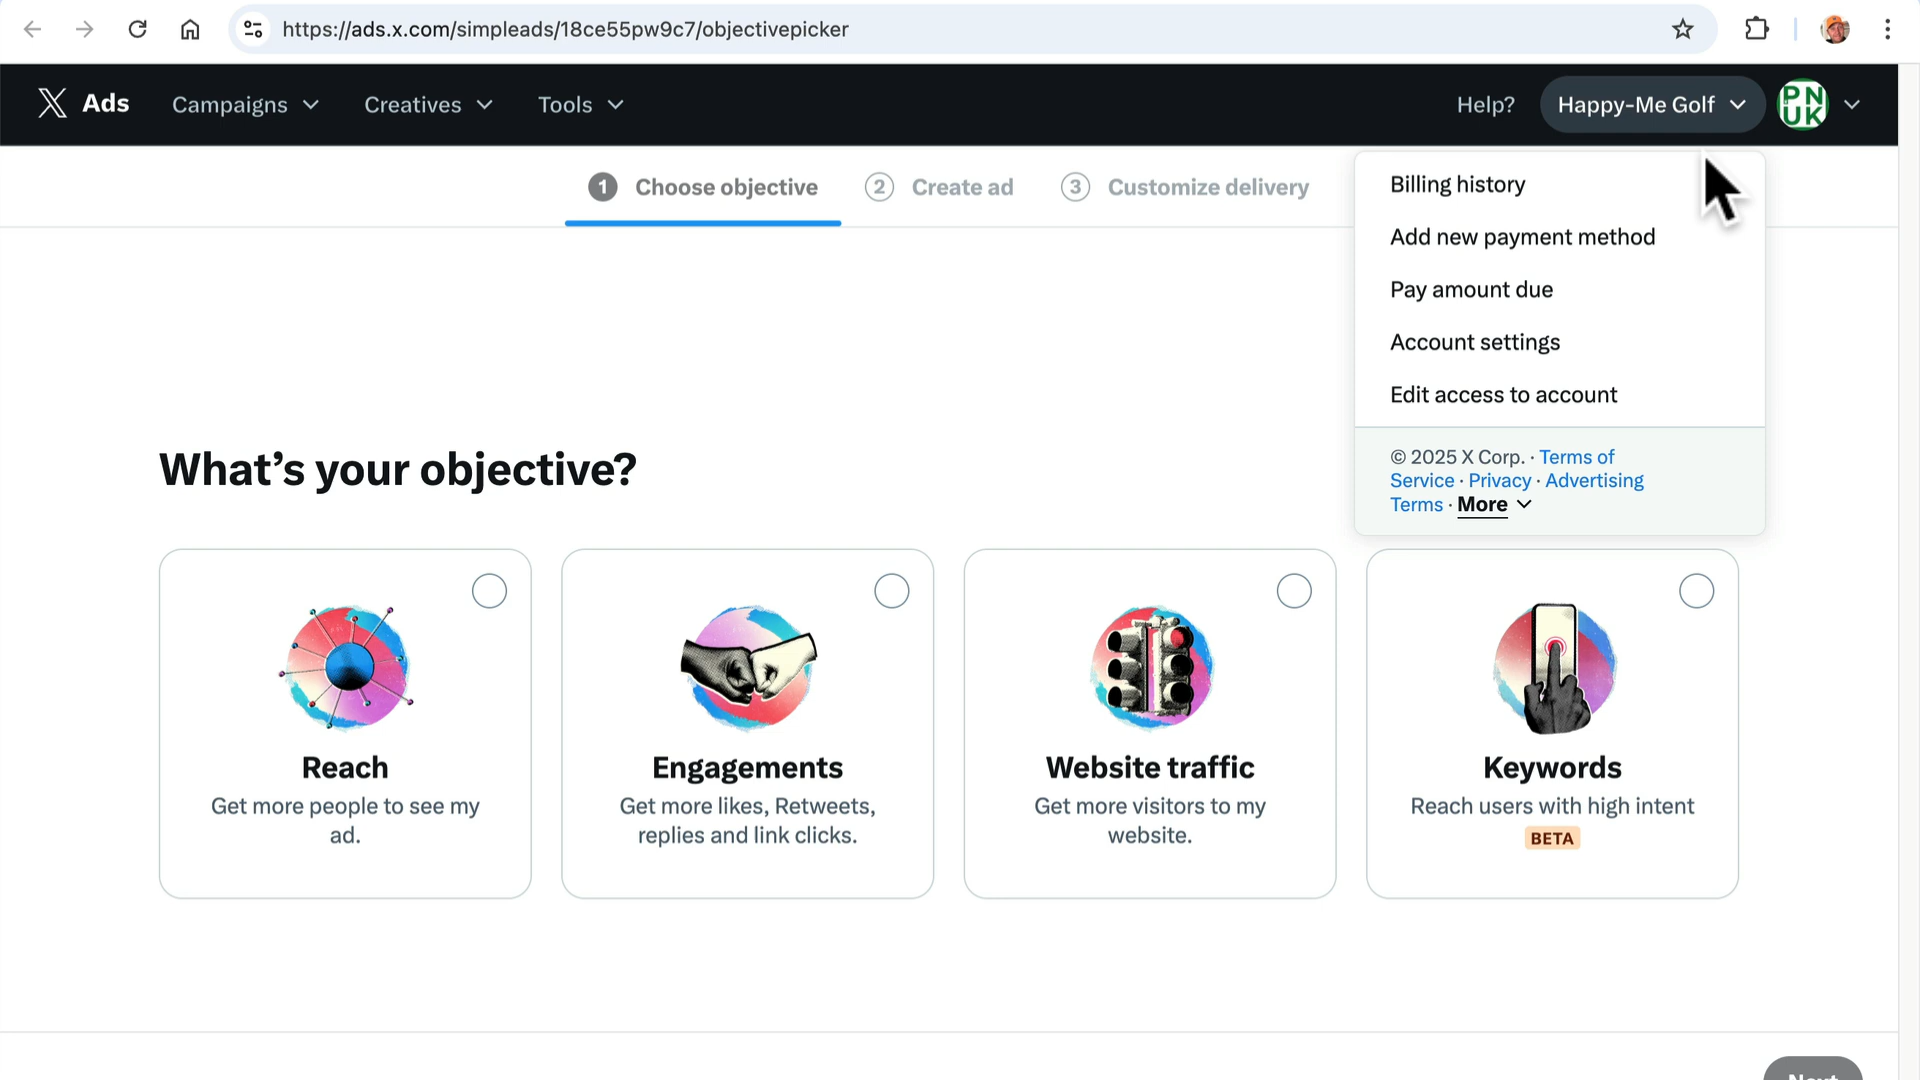 https://ads.x.com/simpleads/18ce55pw9c7/objectivepicker
X Ads Campaigns Creatives Tools Help? Happy-Me Golf PN UK
1 Choose objective 2 Create ad 3 Customize delivery
Billing history
Add new payment method
Pay amount due
Account settings
Edit access to account
© 2025 X Corp. · Terms of
Service · Privacy · Advertising
Terms · More
What’s your objective?
Reach
Get more people to see my
ad.
Engagements
Get more likes, Retweets,
replies and link clicks.
Website traffic
Get more visitors to my
website.
Keywords
Reach users with high intent
BETA
Next